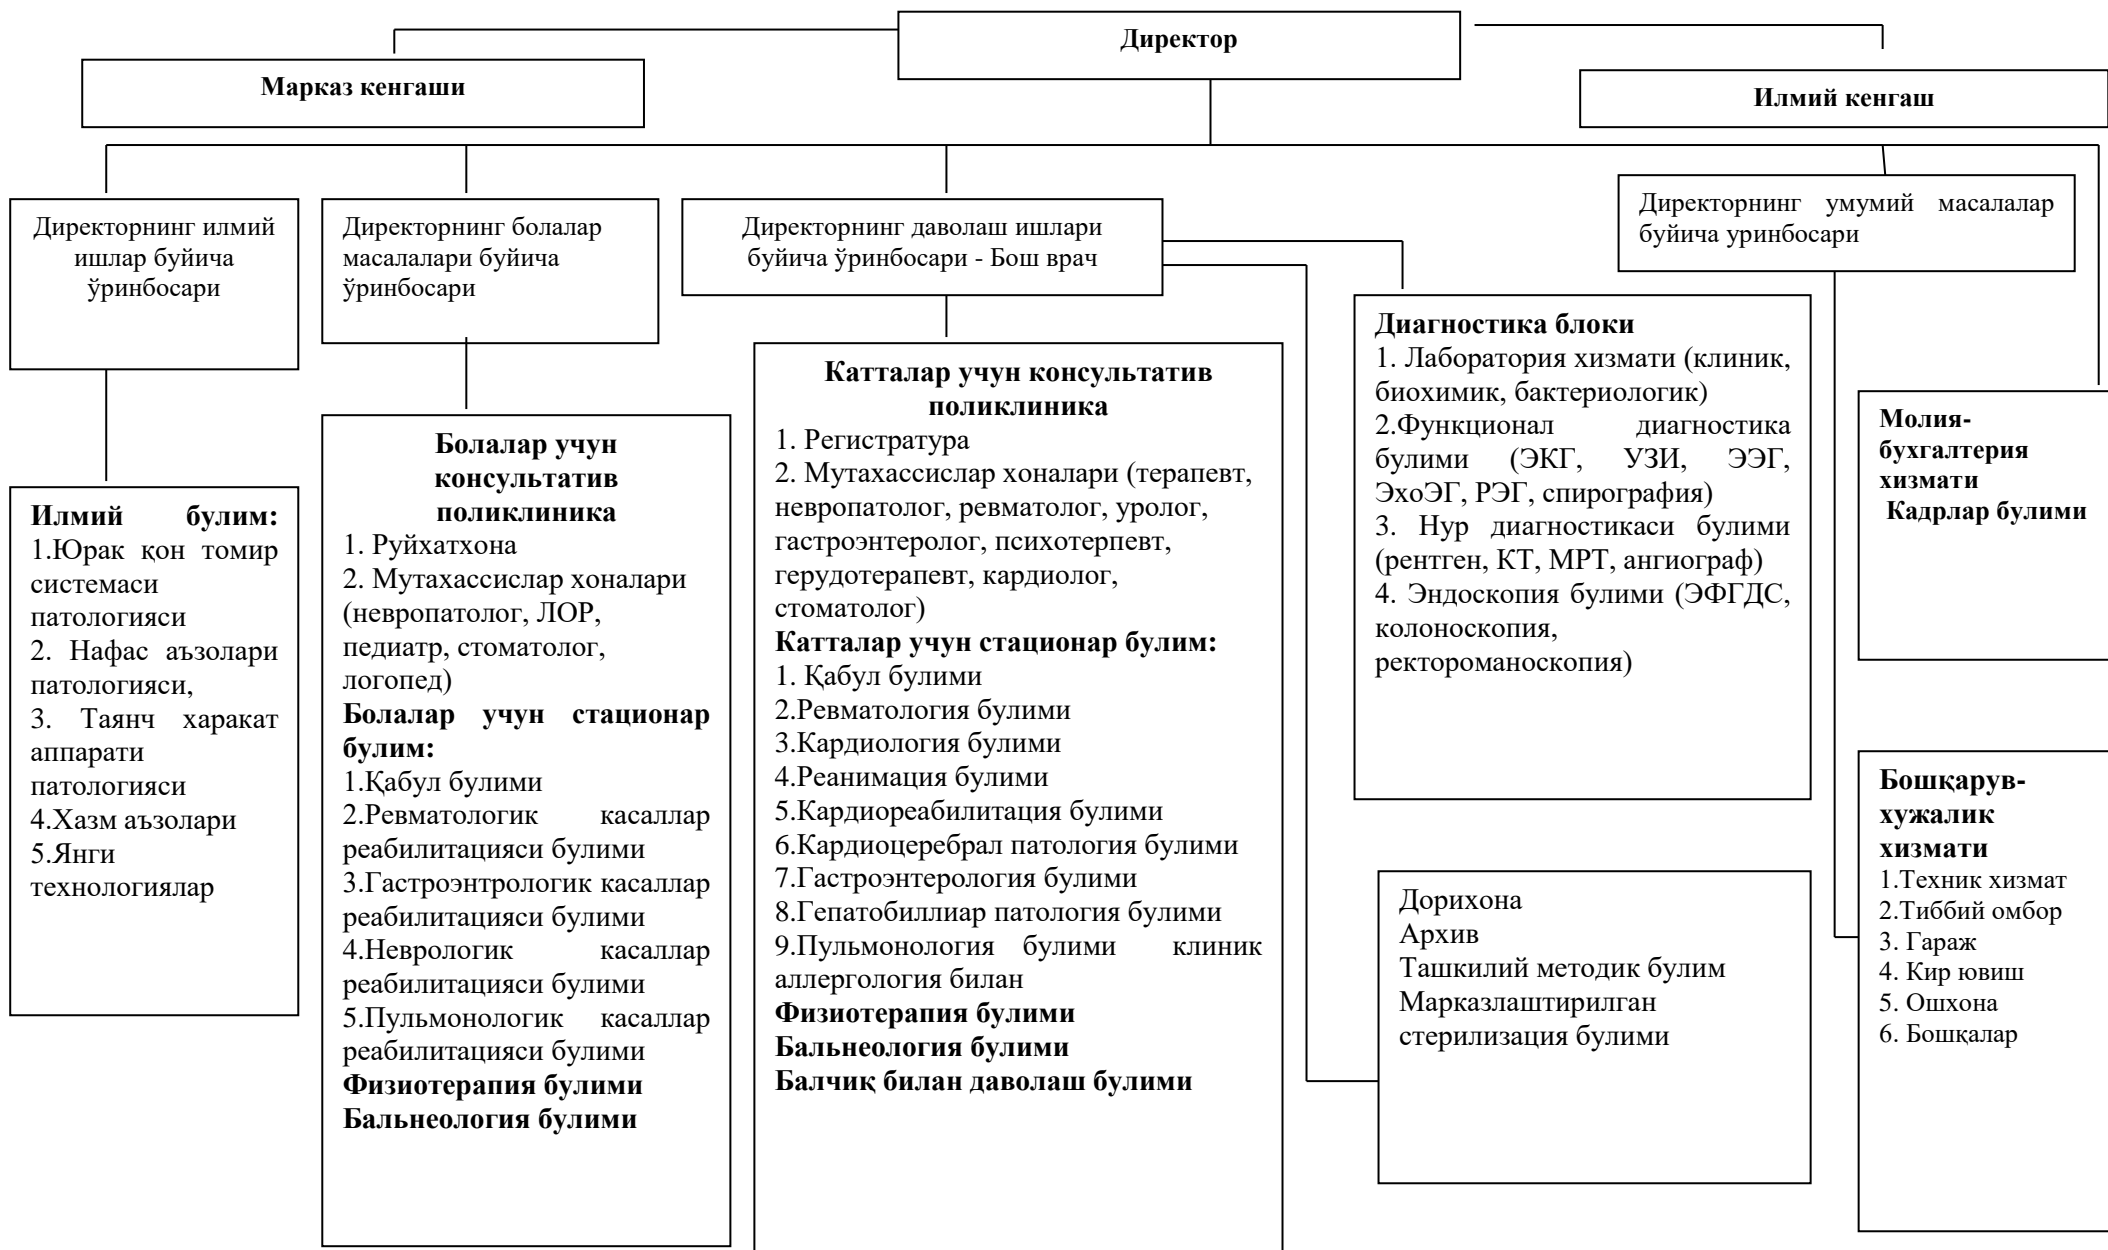 Директор
Марказ кенгаши
Илмий кенгаш
Директорнинг илмий
ишлар буйича
ўринбосари
Директорнинг болалар
масалалари буйича
ўринбосари
Директорнинг даволаш ишлари
буйича ўринбосари - Бош врач
Директорнинг умумий масалалар
буйича уринбосари
Илмий булим:
1.Юрак қон томир
системаси
патологияси
2. Нафас аъзолари
патологияси,
3. Таянч харакат
аппарати
патологияси
4.Хазм аъзолари
5.Янги
технологиялар
Болалар учун
консультатив
поликлиника
1. Руйхатхона
2. Мутахассислар хоналари
(невропатолог, ЛОР,
педиатр, стоматолог,
логопед)
Болалар учун стационар
булим:
1.Қабул булими
2.Ревматологик касаллар
реабилитацияси булими
3.Гастроэнтрологик касаллар
реабилитацияси булими
4.Неврологик касаллар
реабилитацияси булими
5.Пульмонологик касаллар
реабилитацияси булими
Физиотерапия булими
Бальнеология булими
Катталар учун консультатив
поликлиника
1. Регистратура
2. Мутахассислар хоналари (терапевт,
невропатолог, ревматолог, уролог,
гастроэнтеролог, психотерпевт,
герудотерапевт, кардиолог,
стоматолог)
Катталар учун стационар булим:
1. Қабул булими
2.Ревматология булими
3.Кардиология булими
4.Реанимация булими
5.Кардиореабилитация булими
6.Кардиоцеребрал патология булими
7.Гастроэнтерология булими
8.Гепатобиллиар патология булими
9.Пульмонология булими клиник
аллергология билан
Физиотерапия булими
Бальнеология булими
Балчиқ билан даволаш булими
Диагностика блоки
1. Лаборатория хизмати (клиник,
биохимик, бактериологик)
2.Функционал диагностика
булими (ЭКГ, УЗИ, ЭЭГ,
ЭхоЭГ, РЭГ, спирография)
3. Нур диагностикаси булими
(рентген, КТ, МРТ, ангиограф)
4. Эндоскопия булими (ЭФГДС,
колоноскопия,
ректороманоскопия)
Дорихона
Архив
Ташкилий методик булим
Марказлаштирилган
стерилизация булими
Молия-
бухгалтерия
хизмати
Кадрлар булими
Бошқарув-
хужалик
хизмати
1.Техник хизмат
2.Тиббий омбор
3. Гараж
4. Кир ювиш
5. Ошхона
6. Бошқалар